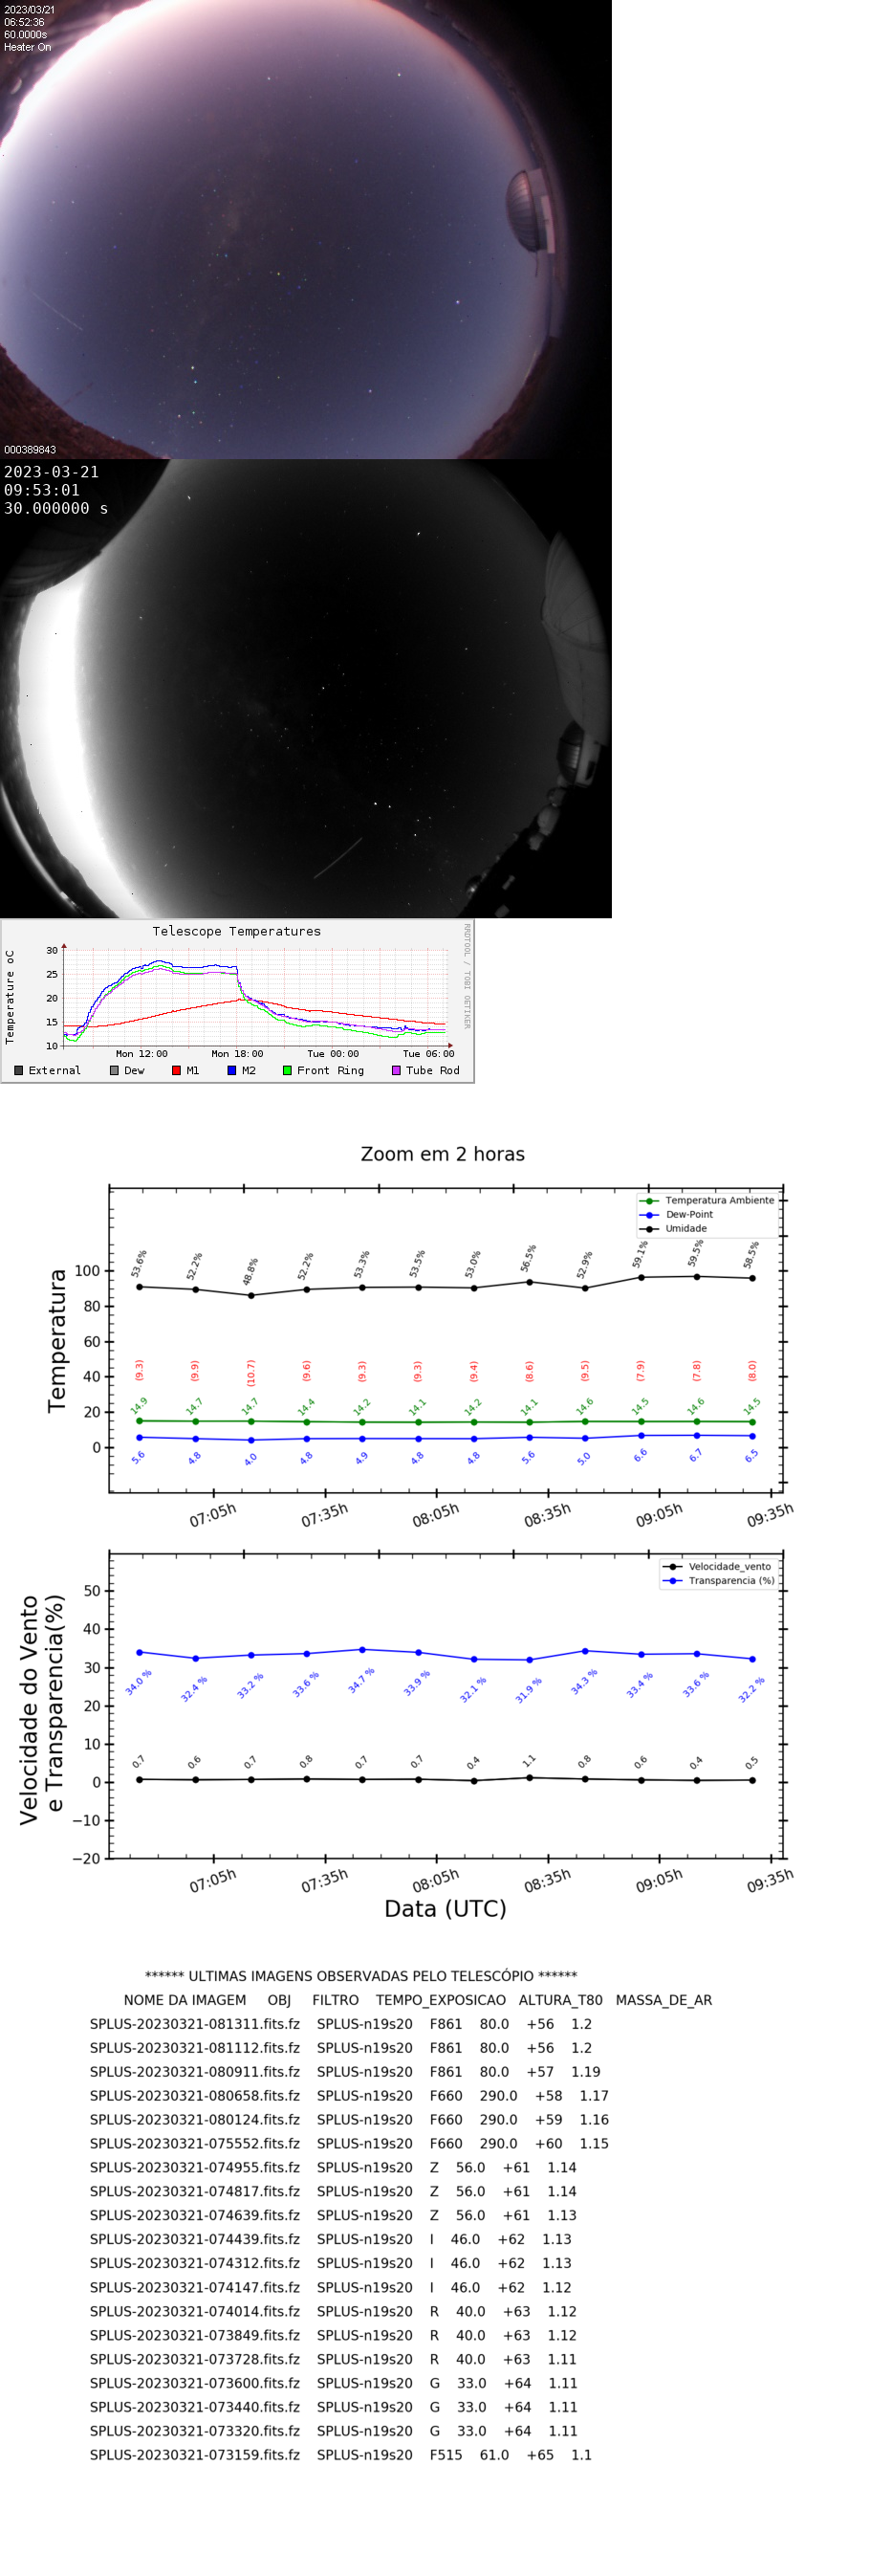 2023/03/21
06:52:36
60.0000s
Heater On
000389843
2023-03-21
09:53:01
30.000000 s
Telescope Temperatures
RRDTOOL / TOBI OETIKER
Temperature oC
30
25
20
15
10
Mon 12:00 Mon 18:00 Tue 00:00 Tue 06:00
External Dew M1 M2 Front Ring Tube Rod
Zoom em 2 horas
Temperatura Ambiente
Dew-Point
Umidade
Temperatura
100
80
60
40
20
0
53.6% 52.2% 48.8% 52.2% 53.3% 53.5% 53.0% 56.5% 52.9% 59.1% 59.5% 58.5%
(9.3) (9.9) (10.7) (9.6) (9.3) (9.3) (9.4) (8.6) (9.5) (7.9) (7.8) (8.0)
14.9 14.7 14.7 14.4 14.2 14.1 14.2 14.1 14.6 14.5 14.6 14.5
5.6 4.8 4.0 4.8 4.9 4.8 4.8 5.6 5.0 6.6 6.7 6.5
07:05h 07:35h 08:05h 08:35h 09:05h 09:35h
Velocidade_vento
Transparencia (%)
Velocidade do Vento
e Transparencia(%)
50
40
30
20
10
0
−10
−20
34.0 % 32.4 % 33.2 % 33.6 % 34.7 % 33.9 % 32.1 % 31.9 % 34.3 % 33.4 % 33.6 % 32.2 %
0.7 0.6 0.7 0.8 0.7 0.7 0.4 1.1 0.8 0.6 0.4 0.5
07:05h 07:35h 08:05h 08:35h 09:05h 09:35h
Data (UTC)
****** ULTIMAS IMAGENS OBSERVADAS PELO TELESCÓPIO ******
NOME DA IMAGEM OBJ FILTRO TEMPO_EXPOSICAO ALTURA_T80 MASSA_DE_AR
SPLUS-20230321-081311.fits.fz SPLUS-n19s20 F861 80.0 +56 1.2
SPLUS-20230321-081112.fits.fz SPLUS-n19s20 F861 80.0 +56 1.2
SPLUS-20230321-080911.fits.fz SPLUS-n19s20 F861 80.0 +57 1.19
SPLUS-20230321-080658.fits.fz SPLUS-n19s20 F660 290.0 +58 1.17
SPLUS-20230321-080124.fits.fz SPLUS-n19s20 F660 290.0 +59 1.16
SPLUS-20230321-075552.fits.fz SPLUS-n19s20 F660 290.0 +60 1.15
SPLUS-20230321-074955.fits.fz SPLUS-n19s20 Z 56.0 +61 1.14
SPLUS-20230321-074817.fits.fz SPLUS-n19s20 Z 56.0 +61 1.14
SPLUS-20230321-074639.fits.fz SPLUS-n19s20 Z 56.0 +61 1.13
SPLUS-20230321-074439.fits.fz SPLUS-n19s20 I 46.0 +62 1.13
SPLUS-20230321-074312.fits.fz SPLUS-n19s20 I 46.0 +62 1.13
SPLUS-20230321-074147.fits.fz SPLUS-n19s20 I 46.0 +62 1.12
SPLUS-20230321-074014.fits.fz SPLUS-n19s20 R 40.0 +63 1.12
SPLUS-20230321-073849.fits.fz SPLUS-n19s20 R 40.0 +63 1.12
SPLUS-20230321-073728.fits.fz SPLUS-n19s20 R 40.0 +63 1.11
SPLUS-20230321-073600.fits.fz SPLUS-n19s20 G 33.0 +64 1.11
SPLUS-20230321-073440.fits.fz SPLUS-n19s20 G 33.0 +64 1.11
SPLUS-20230321-073320.fits.fz SPLUS-n19s20 G 33.0 +64 1.11
SPLUS-20230321-073159.fits.fz SPLUS-n19s20 F515 61.0 +65 1.1